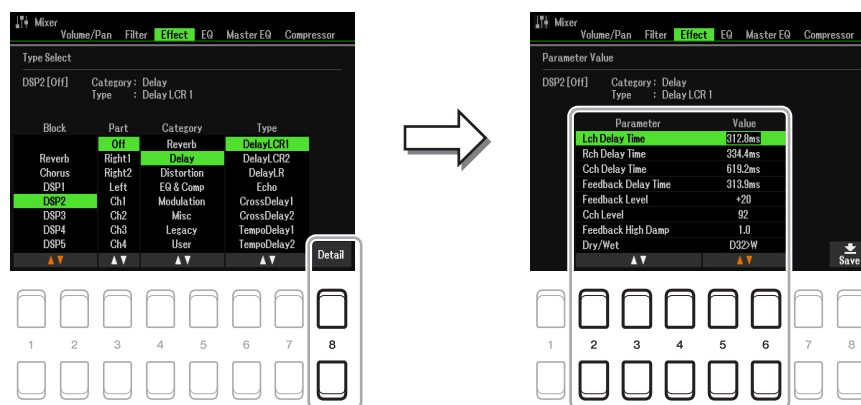 Mixer
Volume/Pan Filter Effect EQ Master EQ Compressor
Type Select
DSP2 [Off] Category : Delay
Type : Delay LCR 1
Block Part Category Type
Off Reverb DelayLCR1
Reverb Right1 Delay DelayLCR2
Chorus Right2 Distortion DelayLR
DSP1 Left EQ & Comp Echo
DSP2 Ch1 Modulation CrossDelay1
DSP3 Ch2 Misc CrossDelay2
DSP4 Ch3 Legacy TempoDelay1
DSP5 Ch4 User TempoDelay2
Detail
1 2 3 4 5 6 7 8
Mixer
Volume/Pan Filter Effect EQ Master EQ Compressor
Parameter Value
DSP2 [Off] Category : Delay
Type : Delay LCR 1
Parameter Value
Lch Delay Time 312.8ms
Rch Delay Time 334.4ms
Cch Delay Time 619.2ms
Feedback Delay Time 313.9ms
Feedback Level +20
Cch Level 92
Feedback High Damp 1.0
Dry/Wet D32>W
Save
1 2 3 4 5 6 7 8